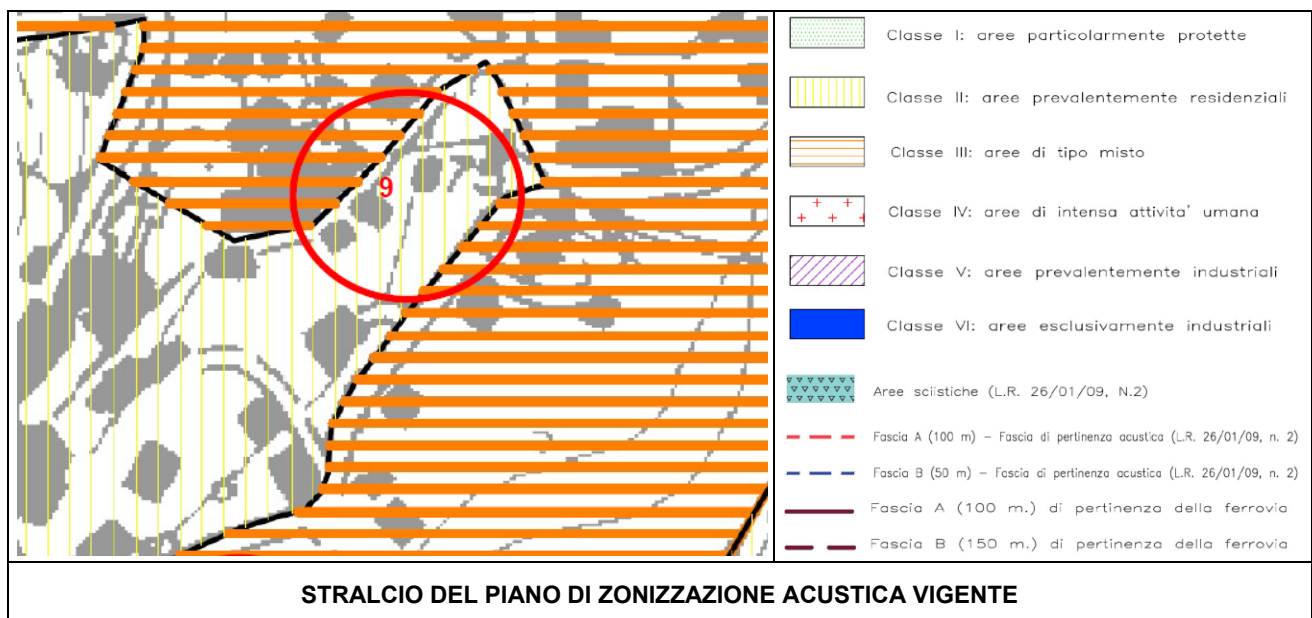 9
Classe I: aree particolarmente protette
Classe II: aree prevalentemente residenziali
Classe III: aree di tipo misto
Classe IV: aree di intensa attivita' umana
Classe V: aree prevalentemente industriali
Classe VI: aree esclusivamente industriali
Aree sciistiche (L.R. 26/01/09, N.2)
Fascia A (100 m) – Fascia di pertinenza acustica (L.R. 26/01/09, n. 2)
Fascia B (50 m) – Fascia di pertinenza acustica (L.R. 26/01/09, n. 2)
Fascia A (100 m.) di pertinenza della ferrovia
Fascia B (150 m.) di pertinenza della ferrovia
STRALCIO DEL PIANO DI ZONIZZAZIONE ACUSTICA VIGENTE